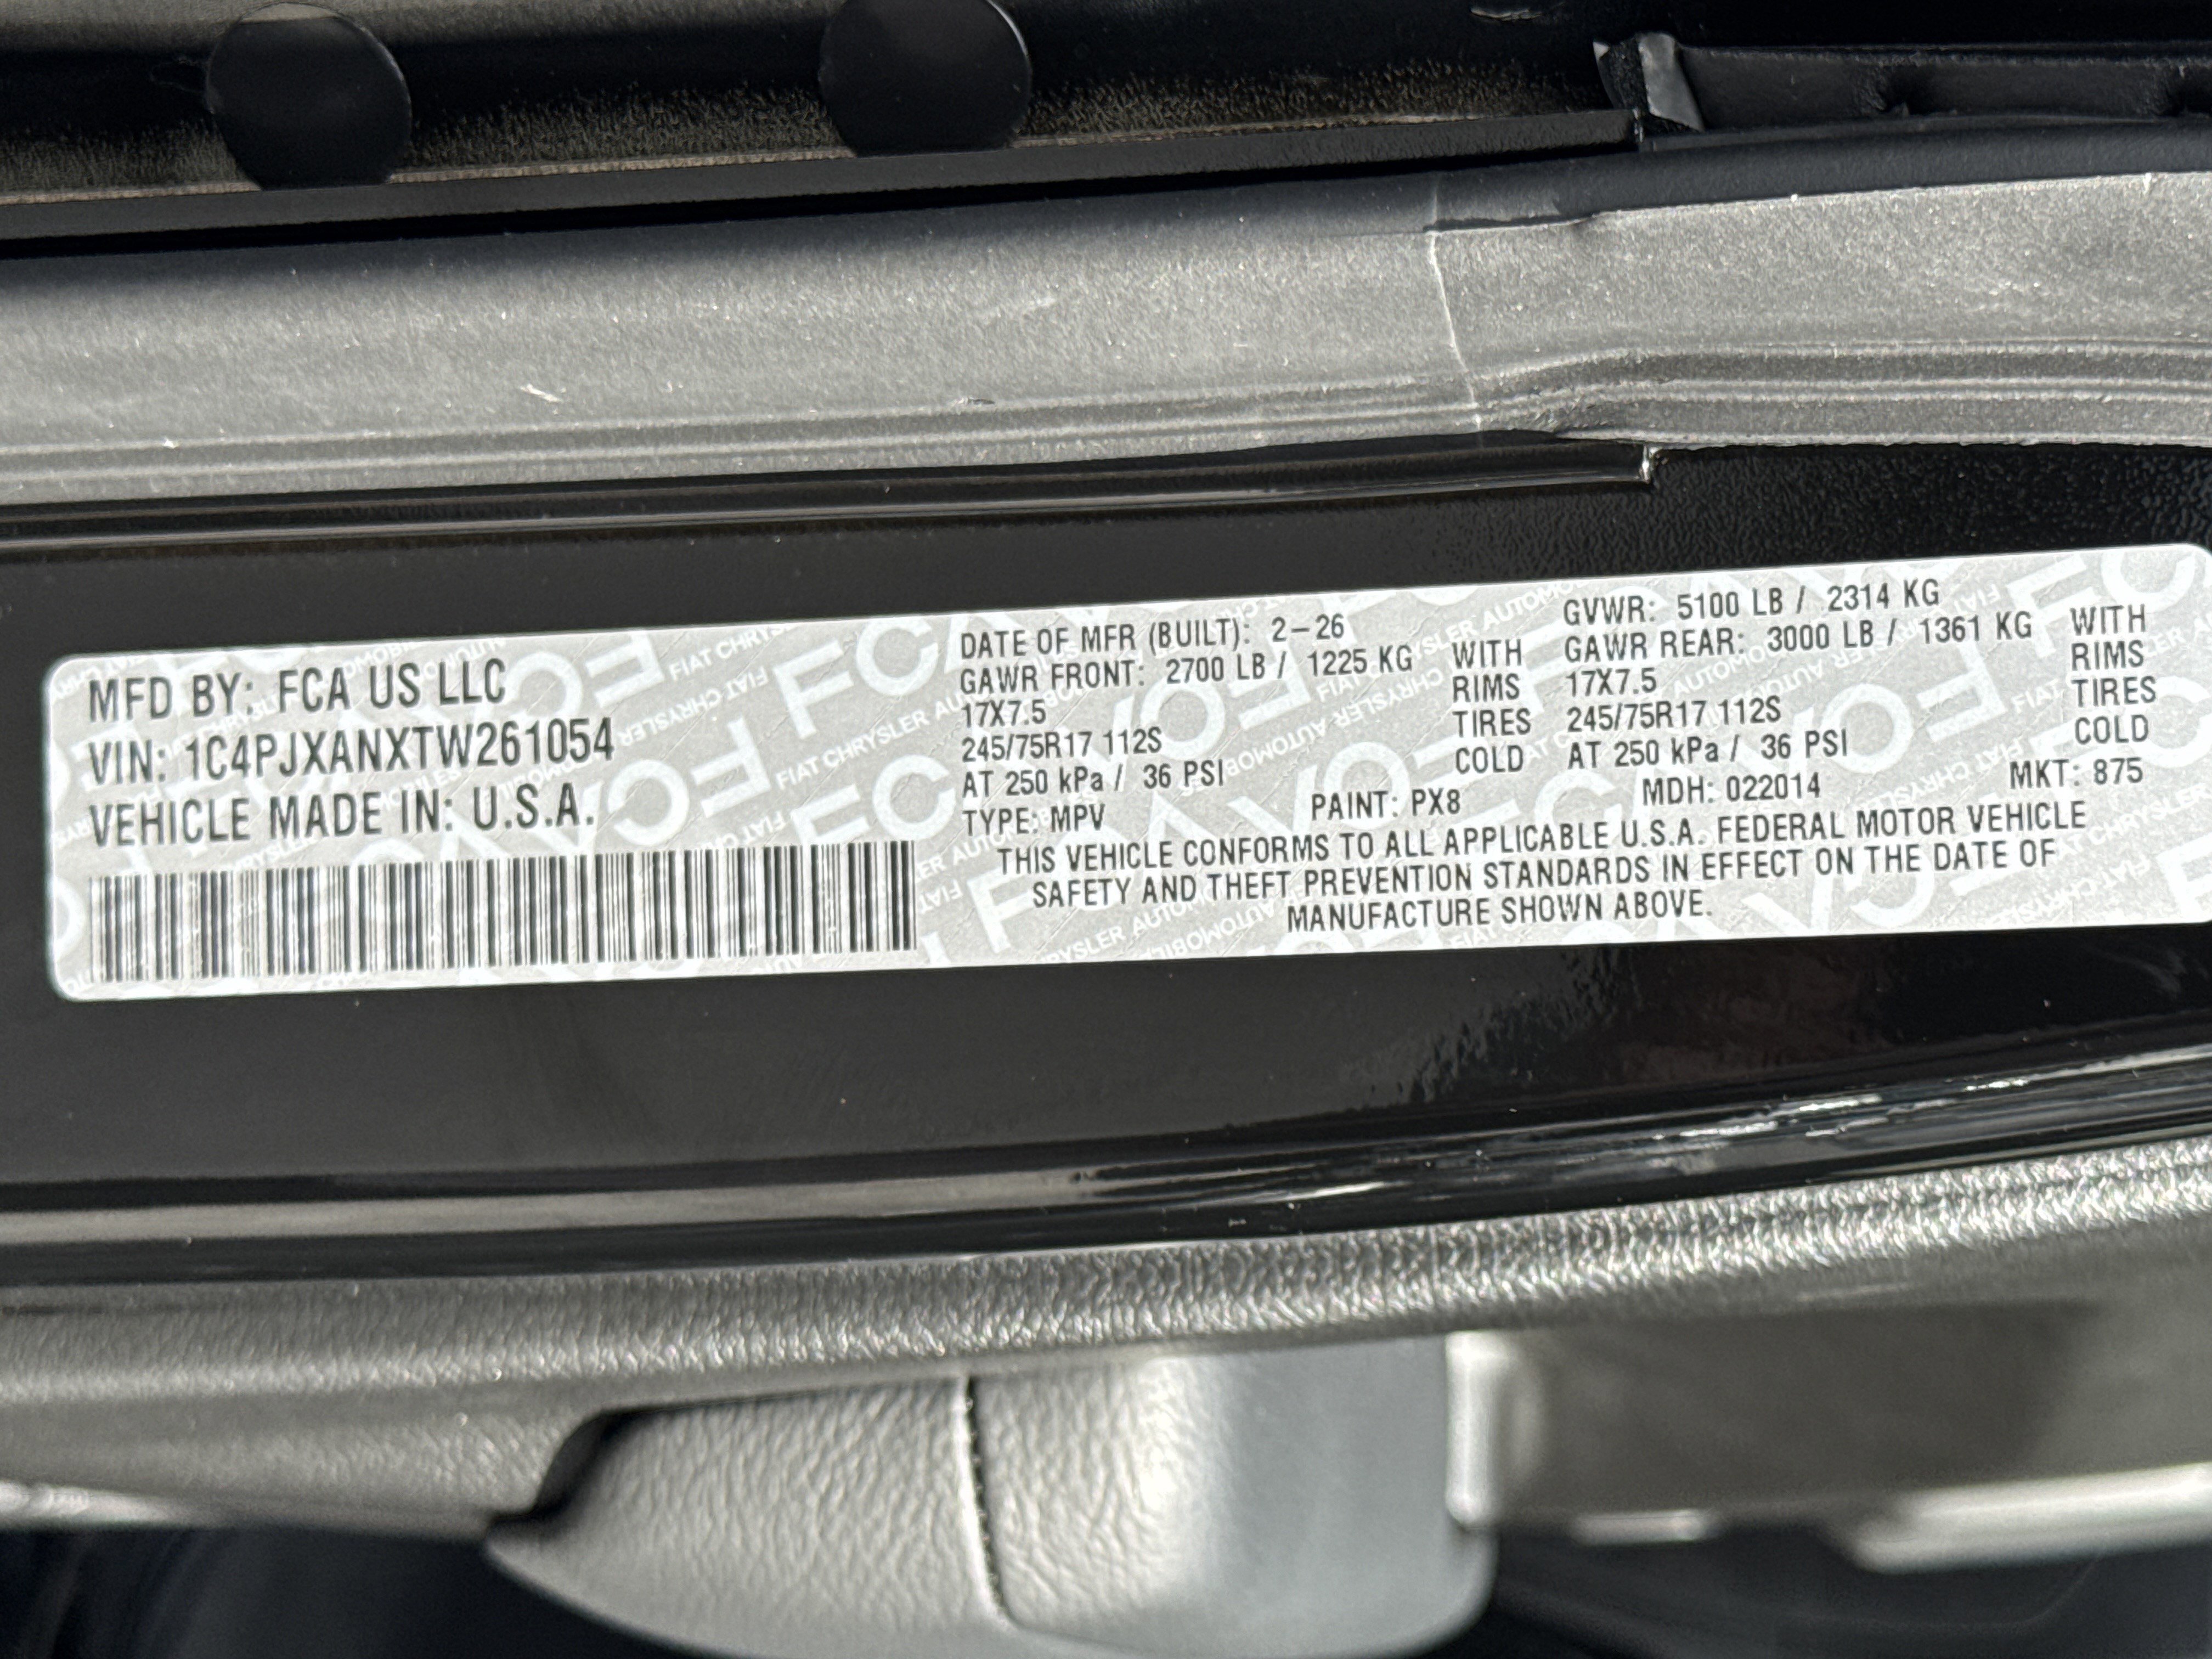 MFD BY: FCA US LLC
VIN: 1C4PJXANXTW261054
VEHICLE MADE IN: U.S.A.
DATE OF MFR (BUILT): 2-26
GAWR FRONT: 2700 LB / 1225 KG WITH
17X7.5 RIMS
245/75R17 112S TIRES
AT 250 kPa / 36 PSI COLD
GVWR: 5100 LB / 2314 KG
GAWR REAR: 3000 LB / 1361 KG WITH
17X7.5 RIMS
245/75R17 112S TIRES
AT 250 kPa / 36 PSI COLD
TYPE: MPV PAINT: PX8 MDH: 022014 MKT: 875
THIS VEHICLE CONFORMS TO ALL APPLICABLE U.S.A. FEDERAL MOTOR VEHICLE
SAFETY AND THEFT PREVENTION STANDARDS IN EFFECT ON THE DATE OF
MANUFACTURE SHOWN ABOVE.